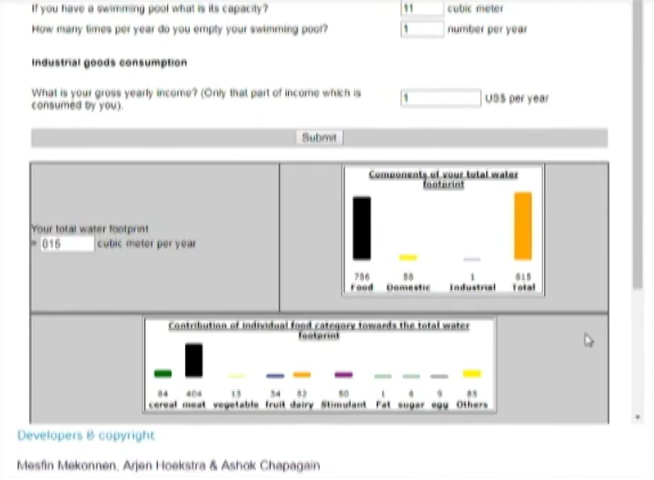 If you have a swimming pool what is its capacity? 11 cubic meter
How many times per year do you empty your swimming pool? 1 number per year
Industrial goods consumption
What is your gross yearly income? (Only that part of income which is
consumed by you). 1 US$ per year
Submit
Components of your total water
footprint
Your total water footprint
= 815 cubic meter per year
756 58 1 815
Food Domestic Industrial Total
Contribution of individual food category towards the total water
footprint
84 404 13 34 52 50 1 9 85
cereal meat vegetable fruit dairy Stimulant Fat sugar egg Others
Developers & copyright
Mesfin Mekonnen, Arjen Hoekstra & Ashok Chapagain